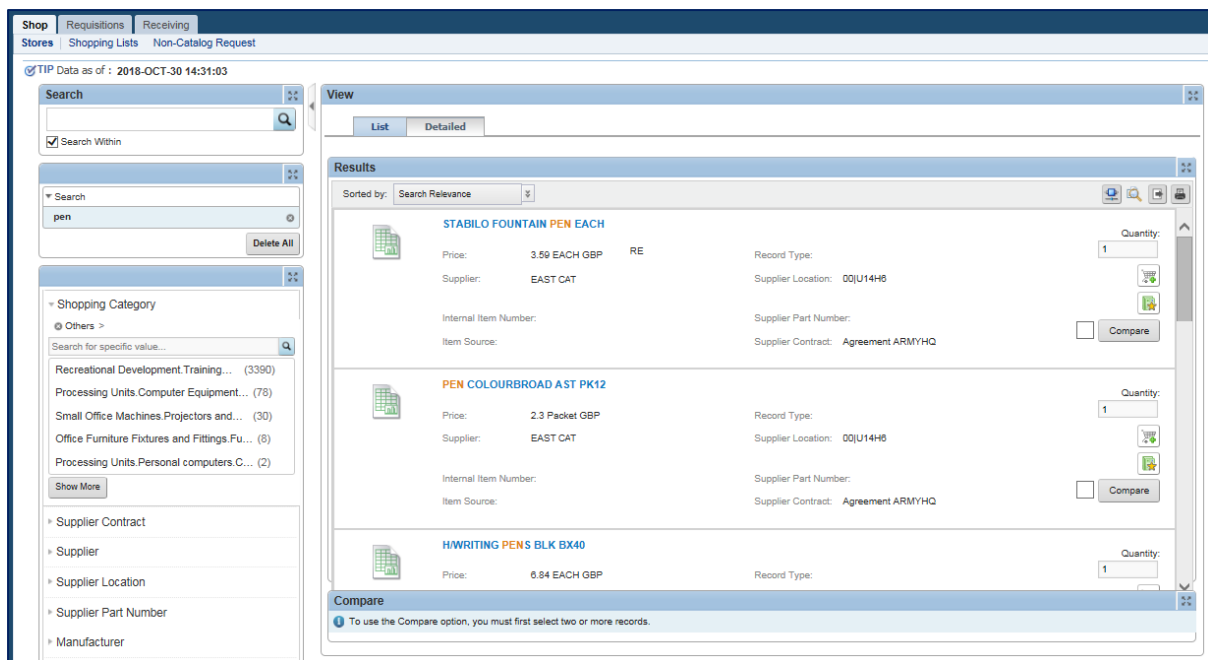 Shop Requisitions Receiving
Stores Shopping Lists Non-Catalog Request
TIP Data as of : 2018-OCT-30 14:31:03
Search
Search Within
Search
pen
Delete All
Shopping Category
Others >
Search for specific value...
Recreational Development.Training... (3390)
Processing Units.Computer Equipment... (78)
Small Office Machines.Projectors and... (30)
Office Furniture Fixtures and Fittings.Fu... (8)
Processing Units.Personal computers.C... (2)
Show More
Supplier Contract
Supplier
Supplier Location
Supplier Part Number
Manufacturer
View
List Detailed
Results
Sorted by: Search Relevance
STABILO FOUNTAIN PEN EACH
Quantity:
Price: 3.59 EACH GBP RE Record Type: 1
Supplier: EAST CAT Supplier Location: 00|U14H6
Internal Item Number: Supplier Part Number:
Item Source: Supplier Contract: Agreement ARMYHQ Compare
PEN COLOURBROAD AST PK12
Quantity:
Price: 2.3 Packet GBP Record Type: 1
Supplier: EAST CAT Supplier Location: 00|U14H6
Internal Item Number: Supplier Part Number:
Item Source: Supplier Contract: Agreement ARMYHQ Compare
H/WRITING PENS BLK BX40
Quantity:
Price: 6.84 EACH GBP Record Type: 1
Compare
To use the Compare option, you must first select two or more records.